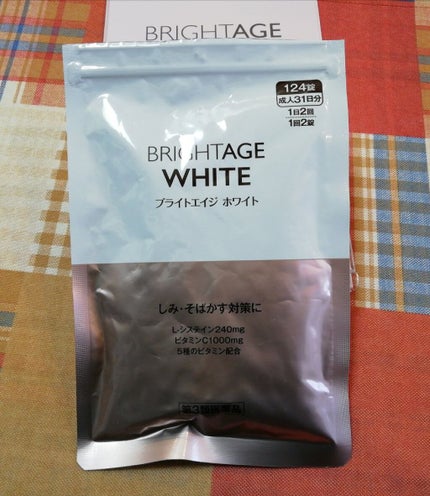 BRIGHTAGE
124錠
成人31日分
1日2回
1回2錠
BRIGHTAGE
WHITE
ブライトエイジ ホワイト
しみ・そばかす対策に
L-システイン240mg
ビタミンC1000mg
5種のビタミン配合
第3類医薬品